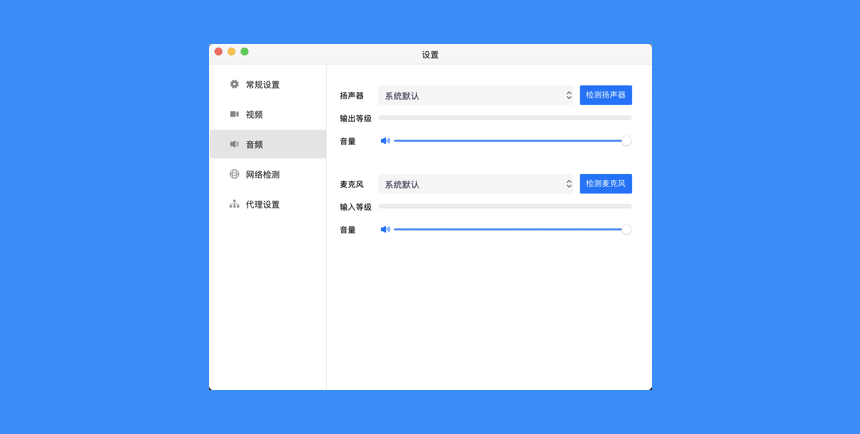 设置
常规设置
视频
音频
网络检测
代理设置
扬声器 系统默认 检测扬声器
输出等级
音量
麦克风 系统默认 检测麦克风
输入等级
音量